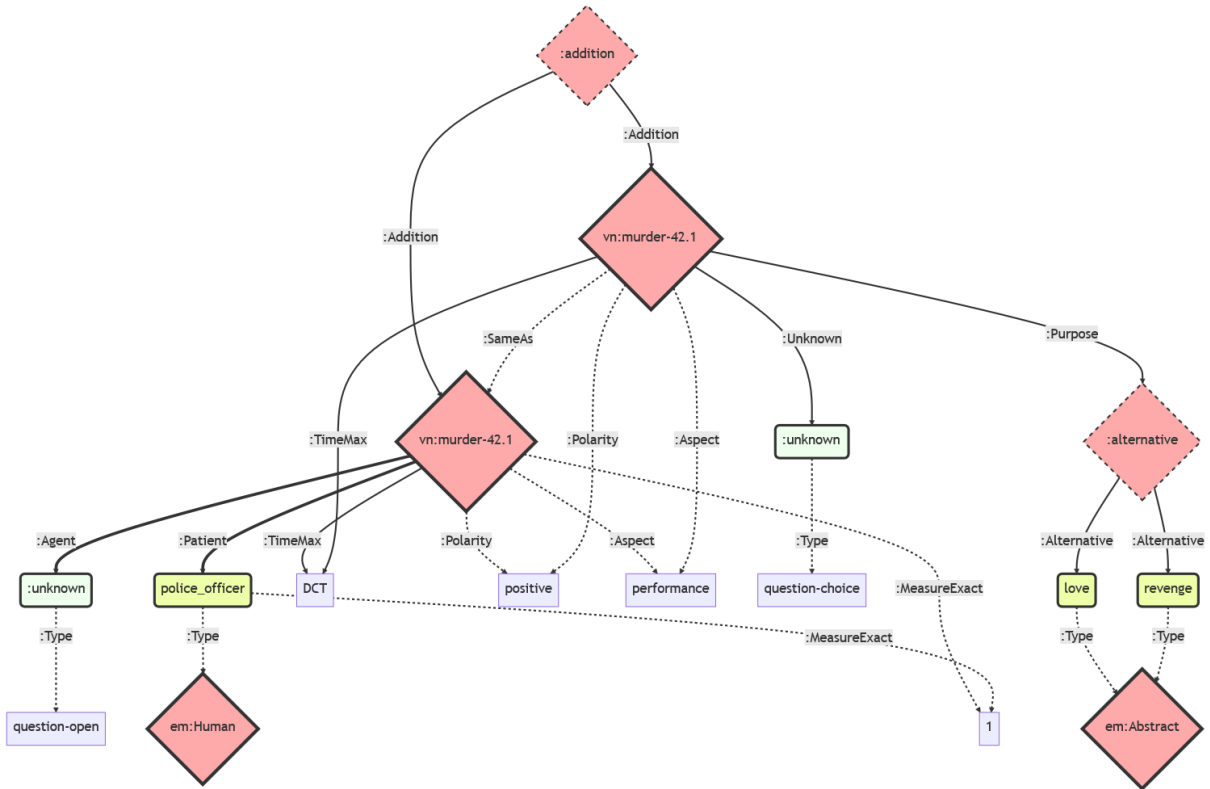 :addition
:Addition
:Addition
vn:murder-42.1
:SameAs
:Unknown
:Purpose
:TimeMax
vn:murder-42.1
:Polarity
:Aspect
:unknown
:alternative
:Agent
:Patient
:TimeMax
:Polarity
:Aspect
:Type
:Alternative
:Alternative
:unknown
police_officer
DCT
positive
performance
question-choice
:MeasureExact
love
revenge
:Type
:Type
:MeasureExact
:Type
:Type
question-open
em:Human
1
em:Abstract